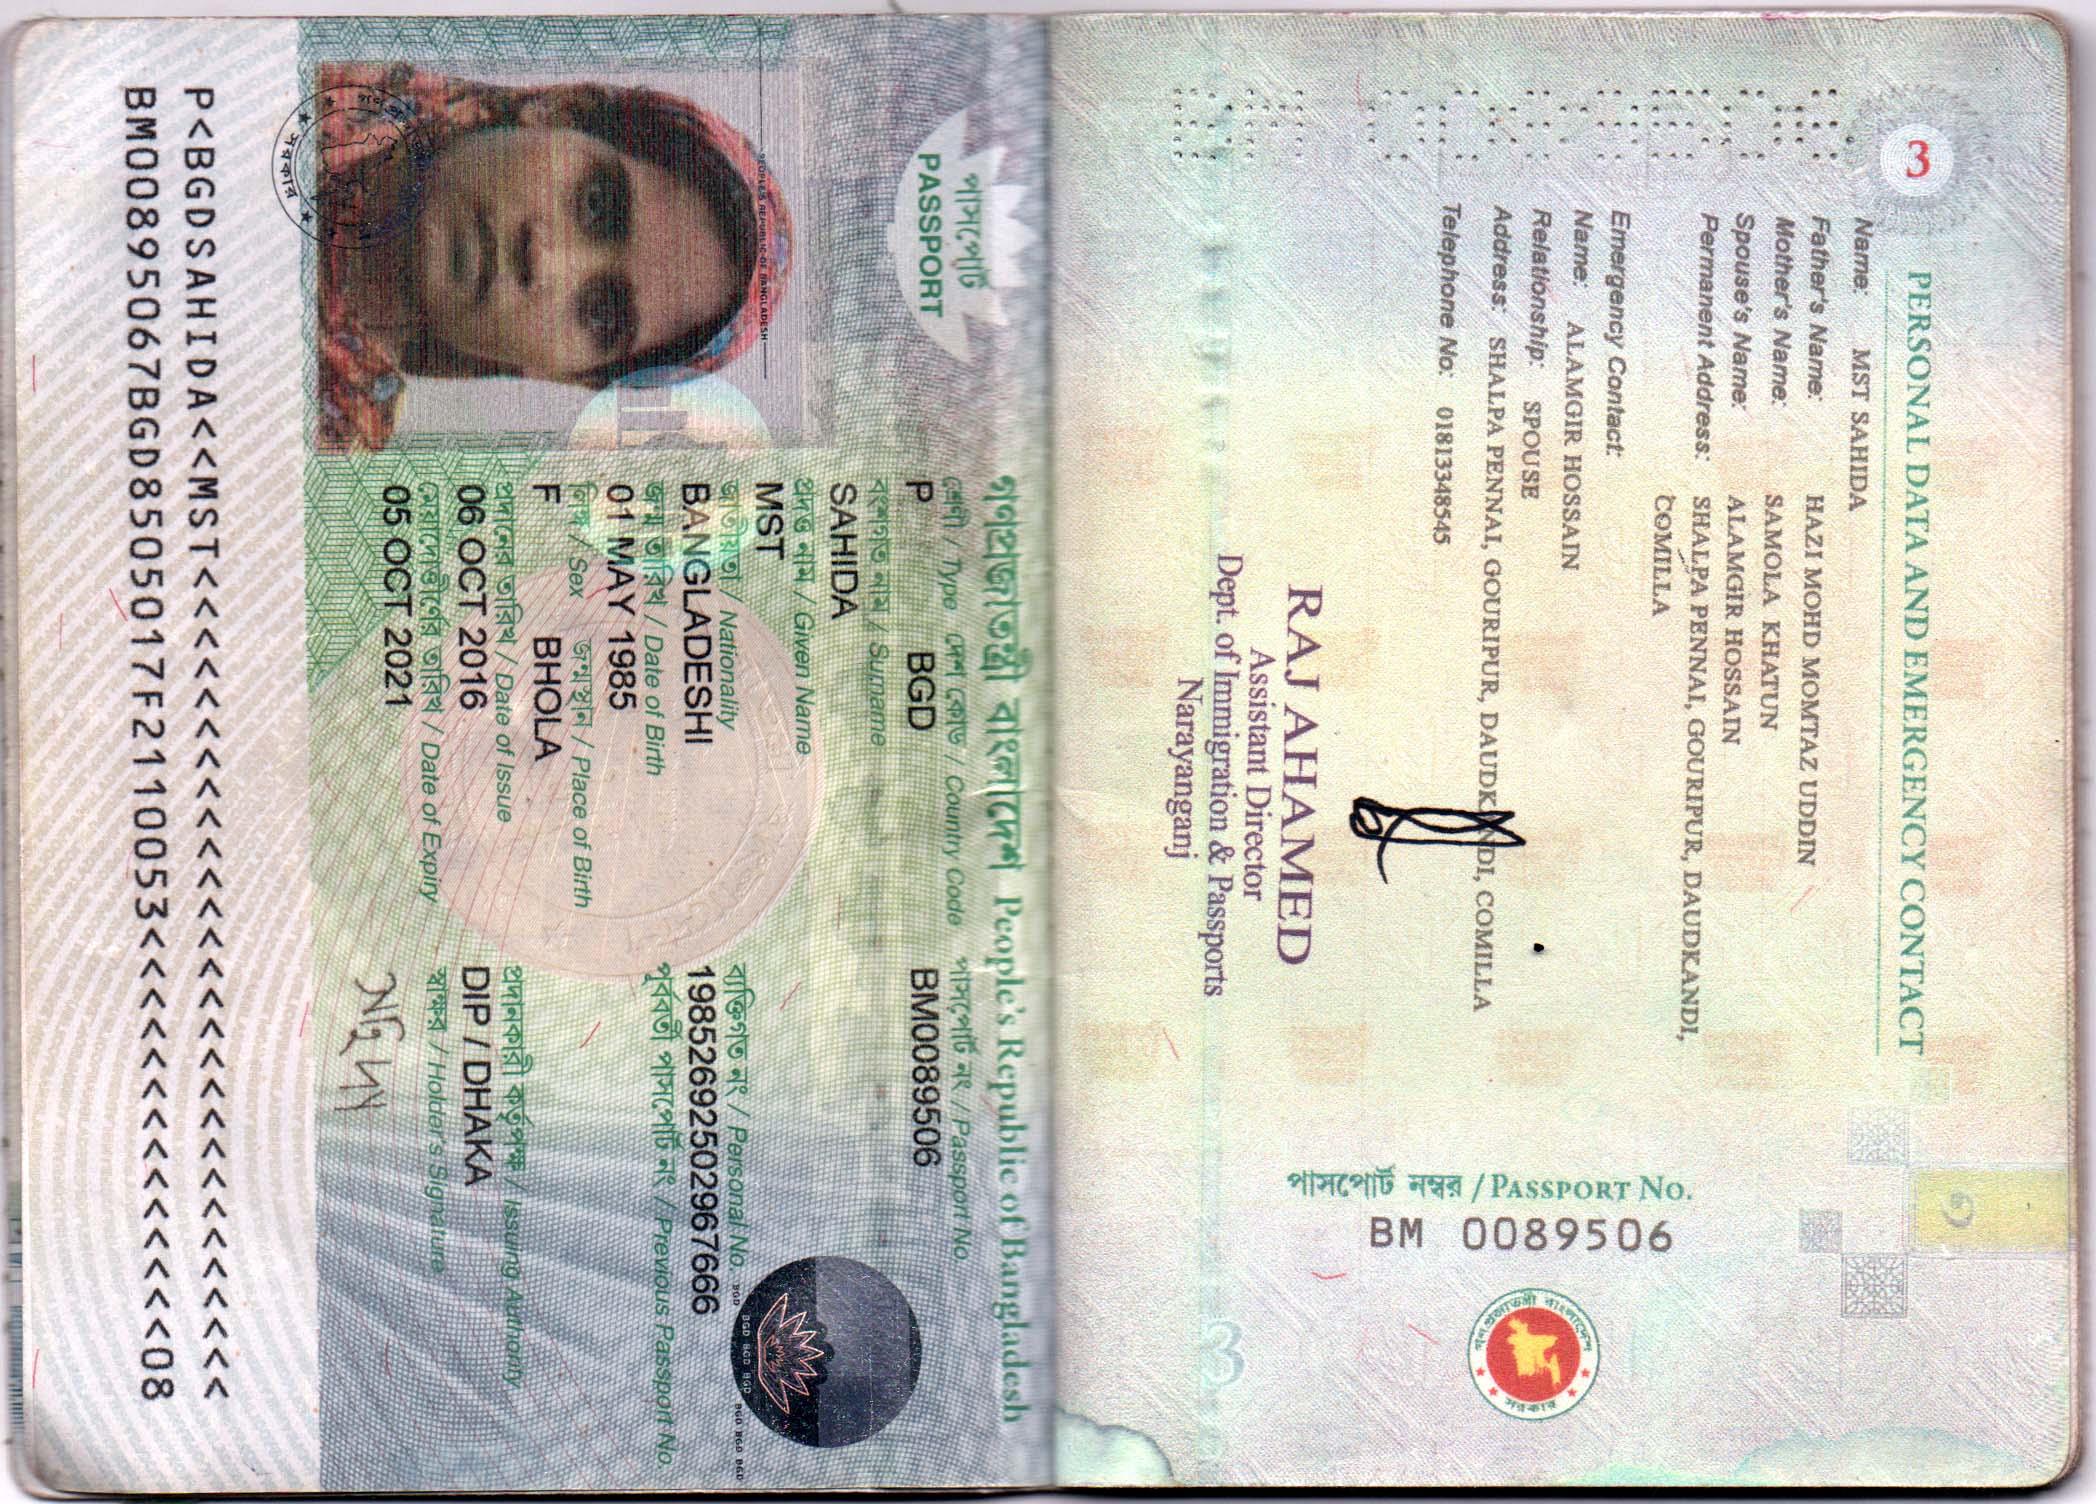 3
PERSONAL DATA AND EMERGENCY CONTACT
Name: MST SAHIDA
Father's Name: HAZI MOHD MOMTAZ UDDIN
Mother's Name: SAMOLA KHATUN
Spouse's Name: ALAMGIR HOSSAIN
Permanent Address: SHALPA PENNAI, GOURIPUR, DAUDKANDI,
COMILLA
Emergency Contact:
Name: ALAMGIR HOSSAIN
Relationship: SPOUSE
Address: SHALPA PENNAI, GOURIPUR, DAUDKANDI, COMILLA
Telephone No: 01813348545
RAJ AHAMED
Assistant Director
Dept. of Immigration & Passports
Narayanganj
পাসপোর্ট নম্বর / PASSPORT No.
BM 0089506
পাসপোর্ট
PASSPORT
গণপ্রজাতন্ত্রী বাংলাদেশ People's Republic of Bangladesh
শ্রেণী / Type দেশ কোড / Country Code পাসপোর্ট নং / Passport No.
P BGD BM0089506
বংশগত নাম / Surname
SAHIDA
প্রদত্ত নাম / Given Name
MST
জাতীয়তা / Nationality ব্যক্তিগত নং / Personal No.
BANGLADESHI 19852692502967666
জন্ম তারিখ / Date of Birth পূর্ববর্তী পাসপোর্ট নং / Previous Passport No.
01 MAY 1985
লিঙ্গ / Sex জন্মস্থান / Place of Birth
F BHOLA
প্রদানের তারিখ / Date of Issue প্রদানকারী কর্তৃপক্ষ / Issuing Authority
06 OCT 2016 DIP / DHAKA
মেয়াদোত্তীর্ণের তারিখ / Date of Expiry স্বাক্ষর / Holder's Signature
05 OCT 2021
PEOPLE'S REPUBLIC OF BANGLADESH
BGD BGD BGD BGD BGD BGD BGD
সরকার
P<BGDSAHIDA<<MST<<<<<<<<<<<<<<<<<<<<<<<<<<<<
BM00895067BGD8505017F2110053<<<<<<<<<<<<<<08